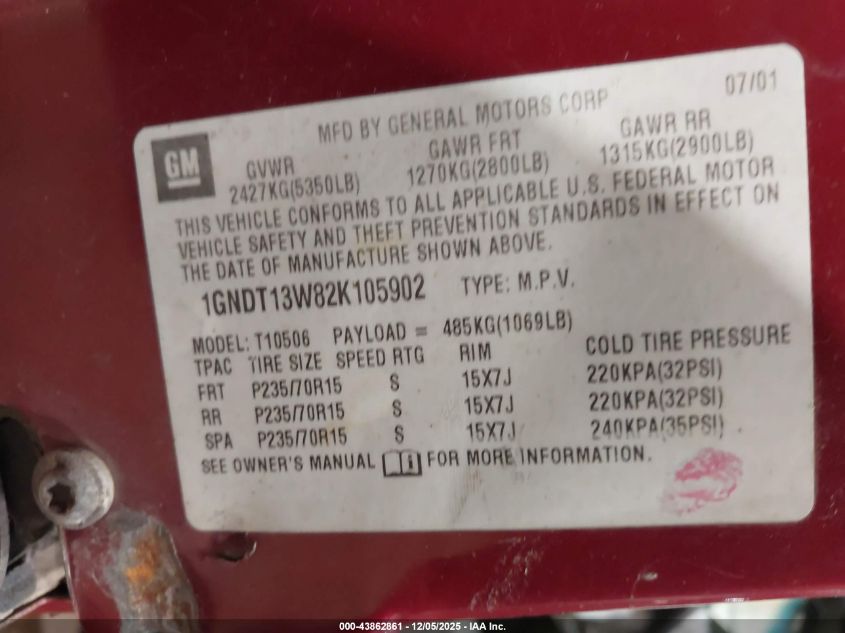 07/01
MFD BY GENERAL MOTORS CORP
GM
GVWR GAWR FRT GAWR RR
2427KG(5350LB) 1270KG(2800LB) 1315KG(2900LB)
THIS VEHICLE CONFORMS TO ALL APPLICABLE U.S. FEDERAL MOTOR
VEHICLE SAFETY AND THEFT PREVENTION STANDARDS IN EFFECT ON
THE DATE OF MANUFACTURE SHOWN ABOVE.
1GNDT13W82K105902 TYPE: M.P.V.
MODEL: T10506 PAYLOAD = 485KG(1069LB)
TPAC TIRE SIZE SPEED RTG RIM COLD TIRE PRESSURE
FRT P235/70R15 S 15X7J 220KPA(32PSI)
RR P235/70R15 S 15X7J 220KPA(32PSI)
SPA P235/70R15 S 15X7J 240KPA(35PSI)
SEE OWNER'S MANUAL FOR MORE INFORMATION.
000-43862861 - 12/05/2025 - IAA Inc.